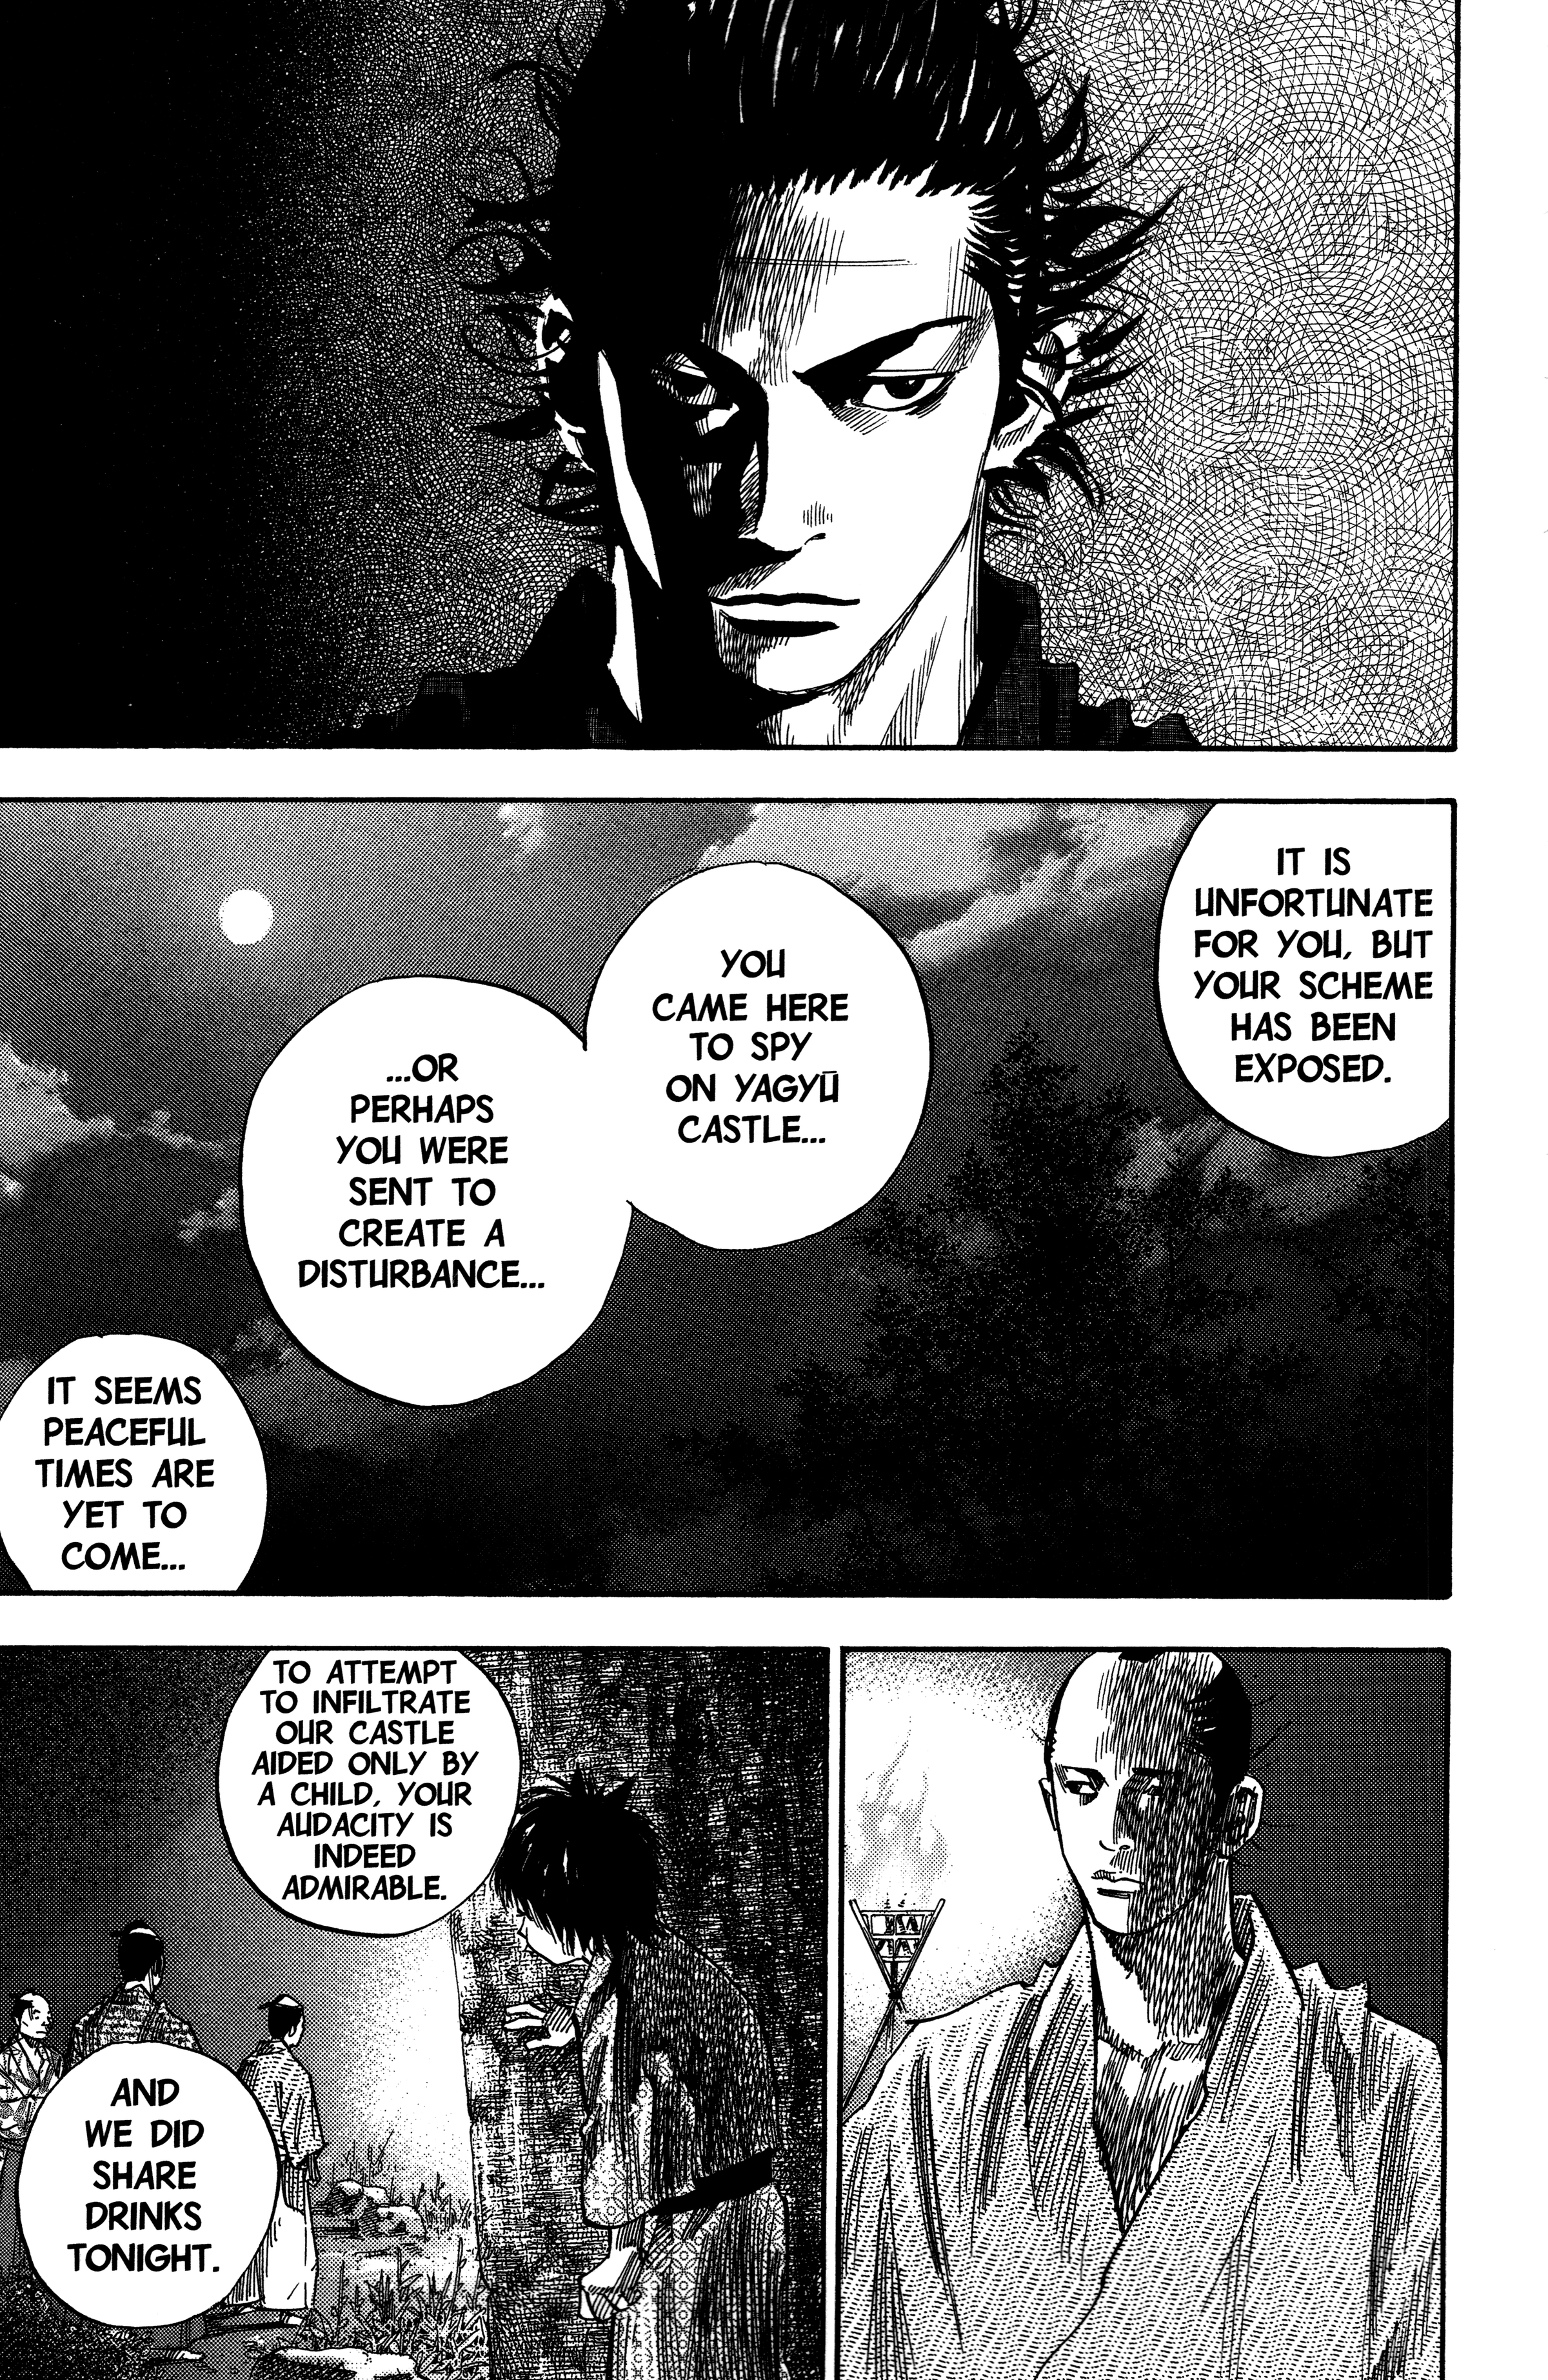 IT IS
UNFORTUNATE
FOR YOU, BUT
YOUR SCHEME
HAS BEEN
EXPOSED.
YOU
CAME HERE
TO SPY
ON YAGYŪ
CASTLE...
...OR
PERHAPS
YOU WERE
SENT TO
CREATE A
DISTURBANCE...
IT SEEMS
PEACEFUL
TIMES ARE
YET TO
COME...
TO ATTEMPT
TO INFILTRATE
OUR CASTLE
AIDED ONLY BY
A CHILD, YOUR
AUDACITY IS
INDEED
ADMIRABLE.
AND
WE DID
SHARE
DRINKS
TONIGHT.